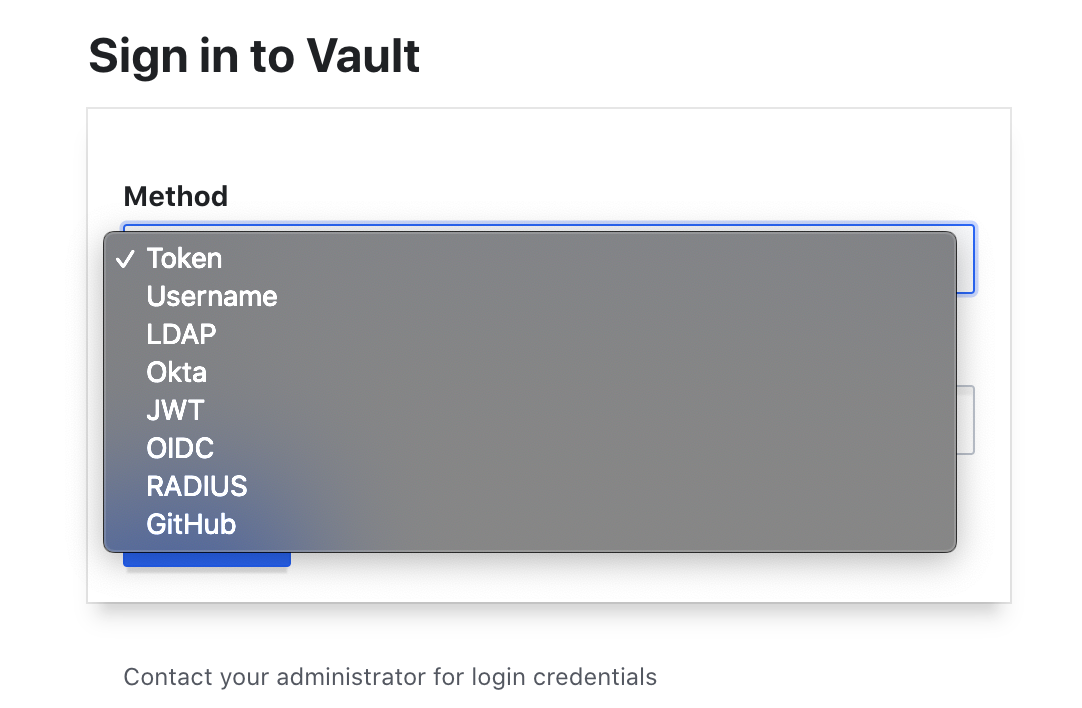 Sign in to Vault
Method
✓ Token
Username
LDAP
Okta
JWT
OIDC
RADIUS
GitHub
Contact your administrator for login credentials